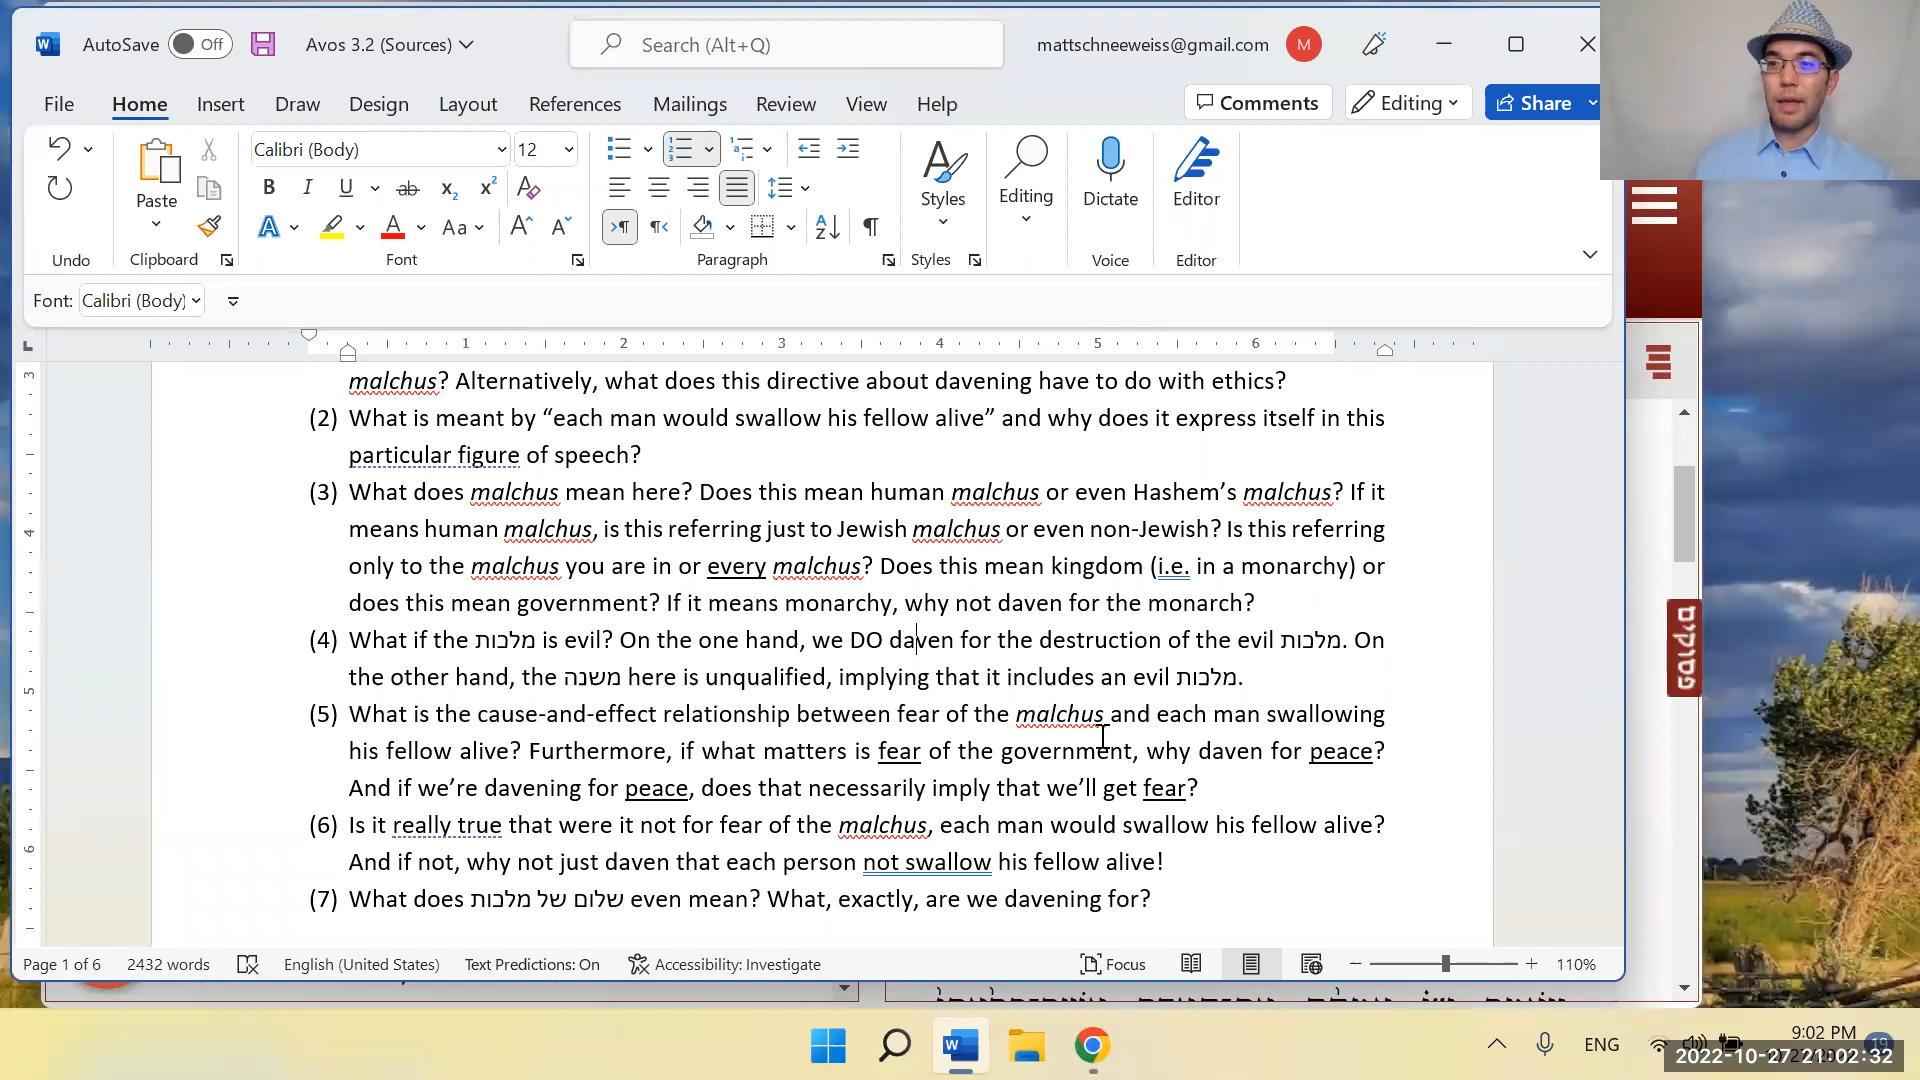 AutoSave Off Avos 3.2 (Sources) Search (Alt+Q) mattschneeweiss@gmail.com M
File Home Insert Draw Design Layout References Mailings Review View Help Comments Editing Share
Calibri (Body) 12
Paste Styles Editing Dictate Editor
Undo Clipboard Font Paragraph Styles Voice Editor
Font: Calibri (Body)
1 2 3 4 5 6
malchus? Alternatively, what does this directive about davening have to do with ethics?
(2) What is meant by “each man would swallow his fellow alive” and why does it express itself in this
particular figure of speech?
(3) What does malchus mean here? Does this mean human malchus or even Hashem’s malchus? If it
means human malchus, is this referring just to Jewish malchus or even non-Jewish? Is this referring
only to the malchus you are in or every malchus? Does this mean kingdom (i.e. in a monarchy) or
does this mean government? If it means monarchy, why not daven for the monarch?
(4) What if the מלכות is evil? On the one hand, we DO daven for the destruction of the evil מלכות. On
the other hand, the משנה here is unqualified, implying that it includes an evil מלכות.
(5) What is the cause-and-effect relationship between fear of the malchus and each man swallowing
his fellow alive? Furthermore, if what matters is fear of the government, why daven for peace?
And if we’re davening for peace, does that necessarily imply that we’ll get fear?
(6) Is it really true that were it not for fear of the malchus, each man would swallow his fellow alive?
And if not, why not just daven that each person not swallow his fellow alive!
(7) What does שלום של מלכות even mean? What, exactly, are we davening for?
Page 1 of 6 2432 words English (United States) Text Predictions: On Accessibility: Investigate Focus 110%
ENG 9:02 PM
2022-10-27 21:02:32